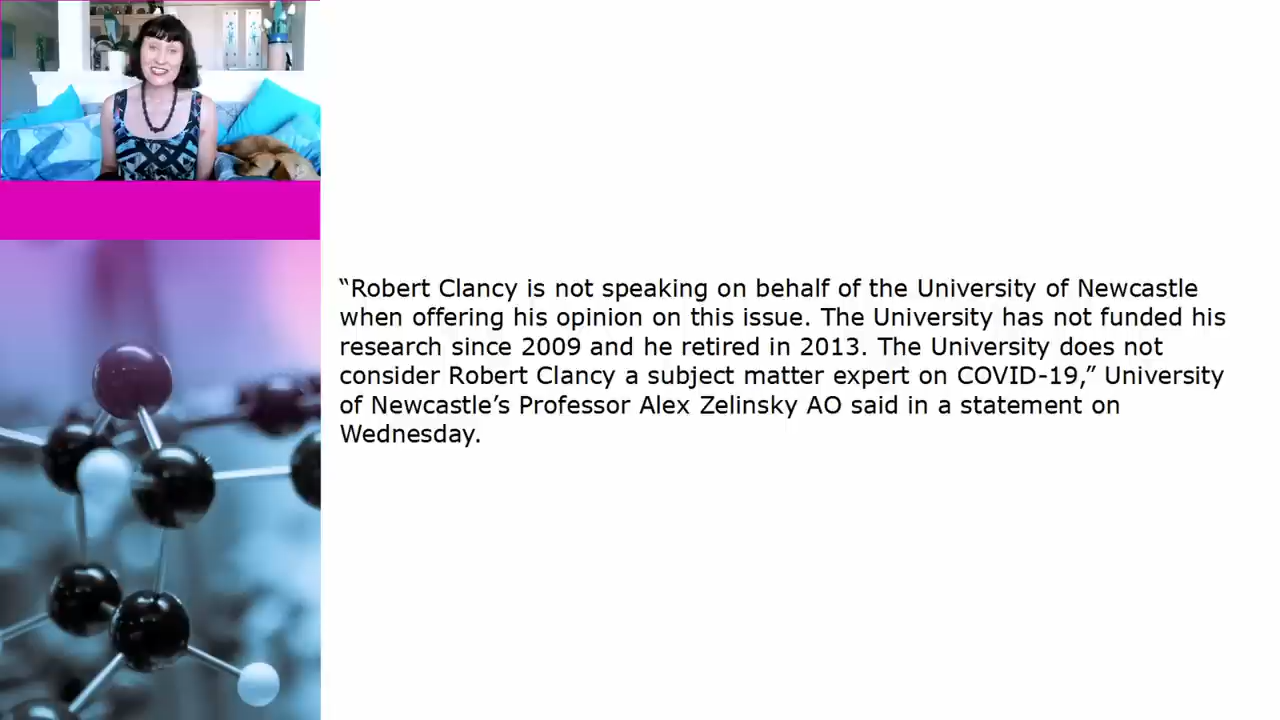 “Robert Clancy is not speaking on behalf of the University of Newcastle
when offering his opinion on this issue. The University has not funded his
research since 2009 and he retired in 2013. The University does not
consider Robert Clancy a subject matter expert on COVID-19,” University
of Newcastle’s Professor Alex Zelinsky AO said in a statement on
Wednesday.